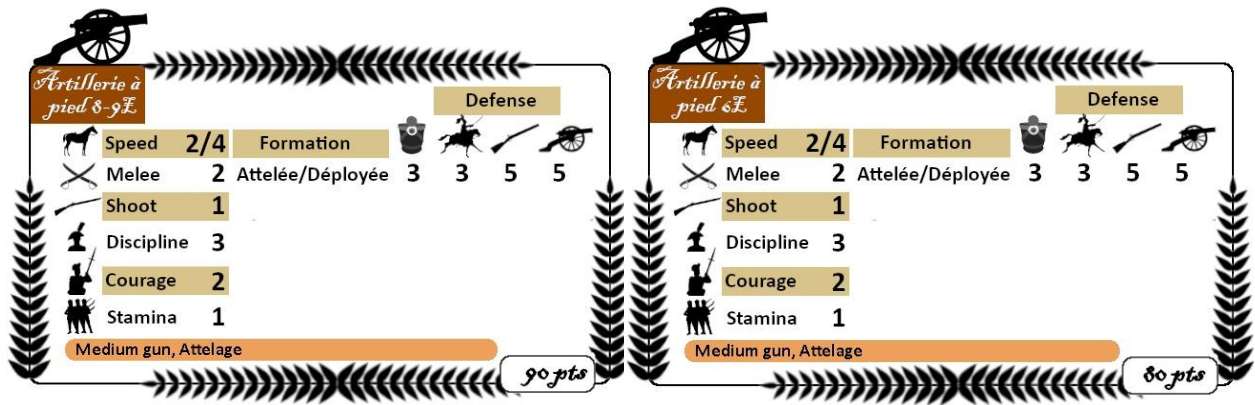 Artillerie à
pied 8-9£
Defense
Speed 2/4 Formation
Melee 2 Attelée/Déployée 3 3 5 5
Shoot 1
Discipline 3
Courage 2
Stamina 1
Medium gun, Attelage
90 pts
Artillerie à
pied 6£
Defense
Speed 2/4 Formation
Melee 2 Attelée/Déployée 3 3 5 5
Shoot 1
Discipline 3
Courage 2
Stamina 1
Medium gun, Attelage
80 pts